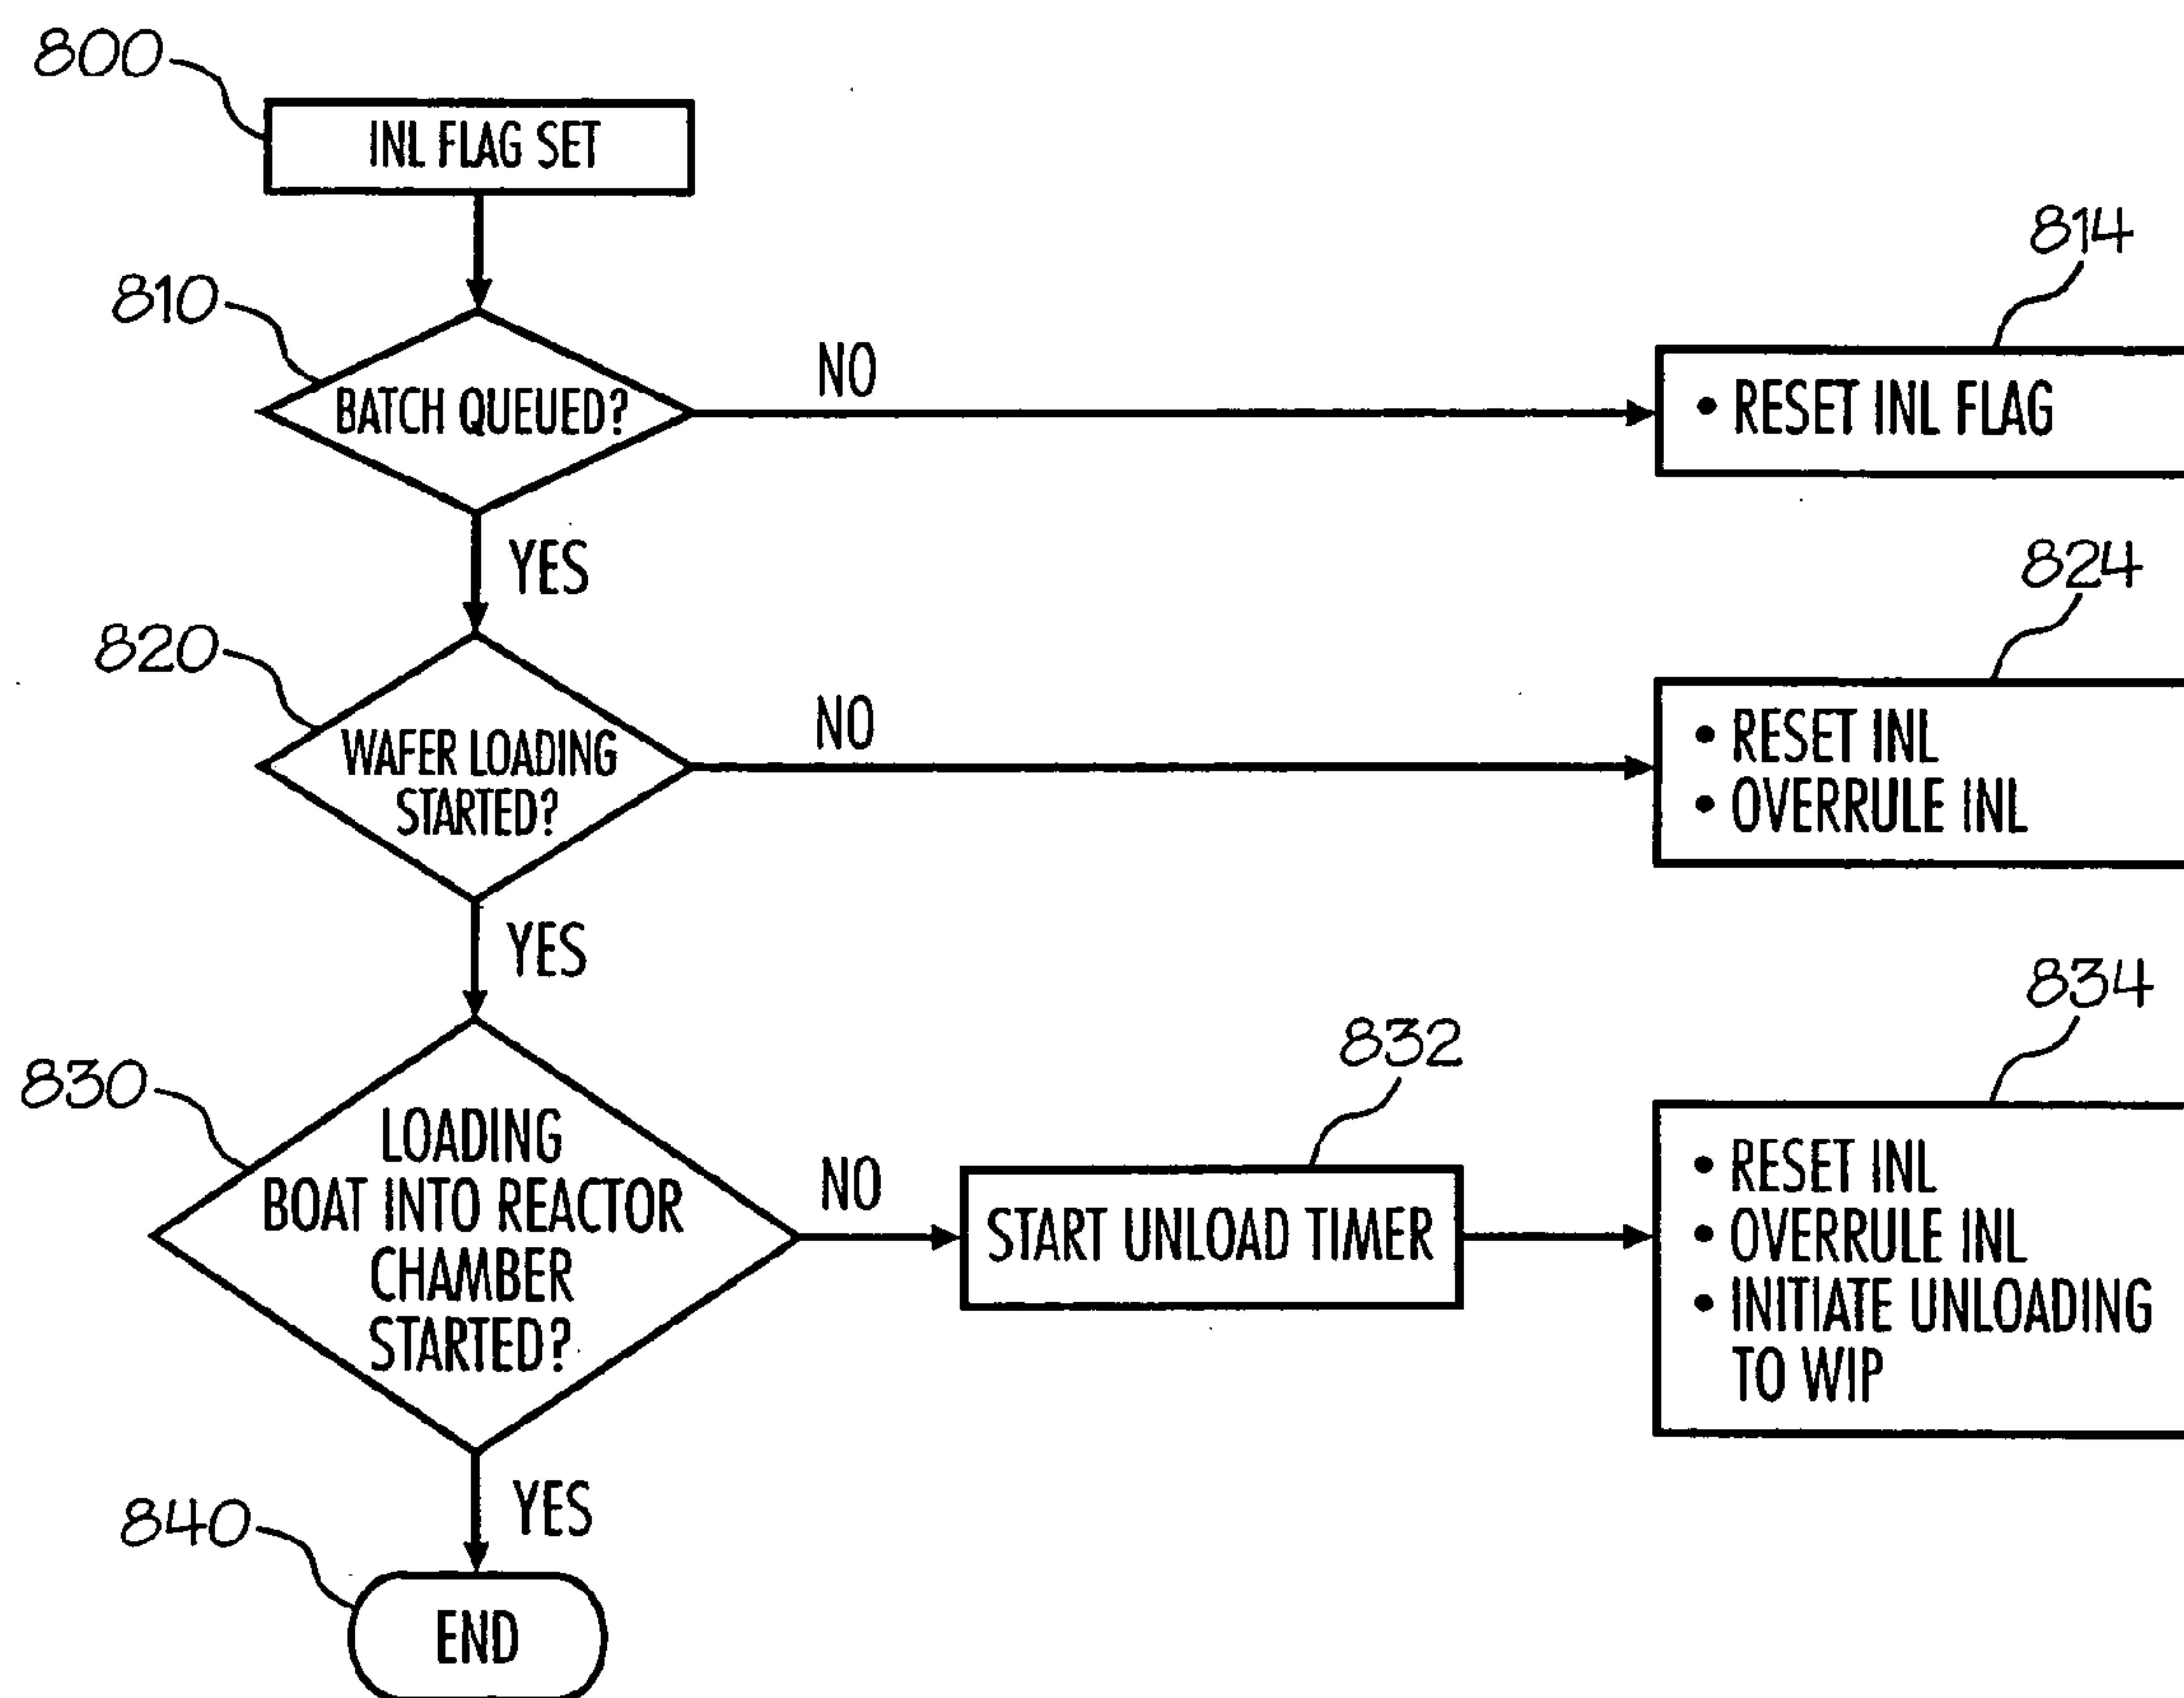 800
INL FLAG SET
814
810
NO
BATCH QUEUED?
• RESET INL FLAG
YES
824
820
NO
WAFER LOADING
STARTED?
• RESET INL
• OVERRULE INL
YES
834
832
830
LOADING
BOAT INTO REACTOR
CHAMBER
STARTED?
NO
START UNLOAD TIMER
• RESET INL
• OVERRULE INL
• INITIATE UNLOADING
TO WIP
YES
840
END